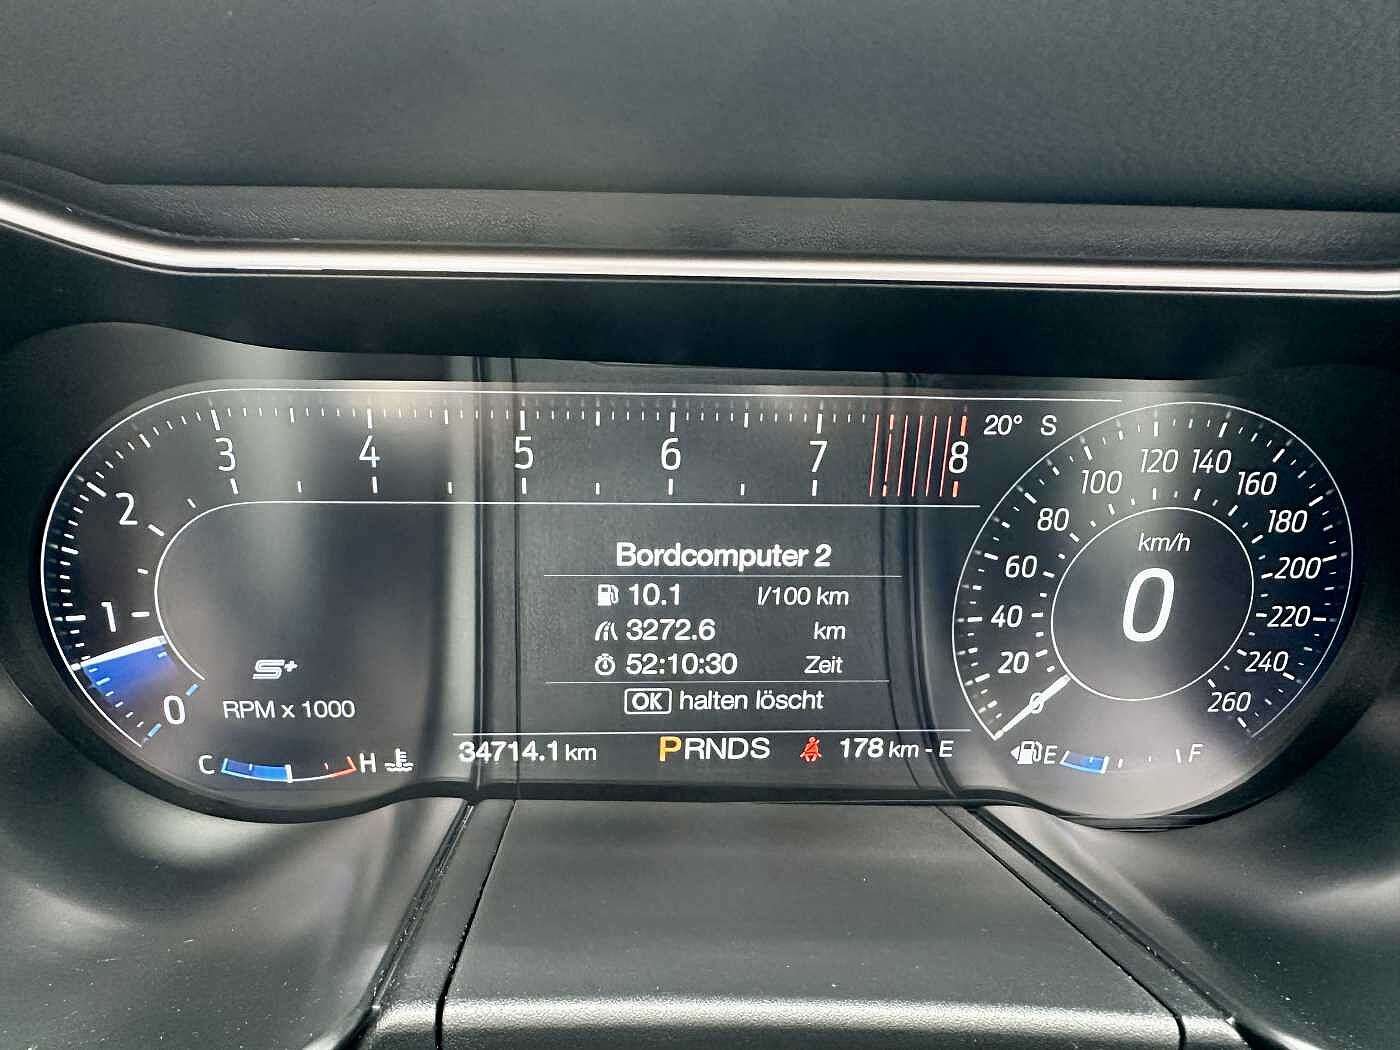 3 4 5 6 7 8 20° S
2
1
0
S+
RPM x 1000
C H
Bordcomputer 2
10.1 l/100 km
3272.6 km
52:10:30 Zeit
OK halten löscht
34714.1 km PRNDS 178 km - E
0 20 40 60 80 100 120 140 160 180 200 220 240 260
km/h
0
E F